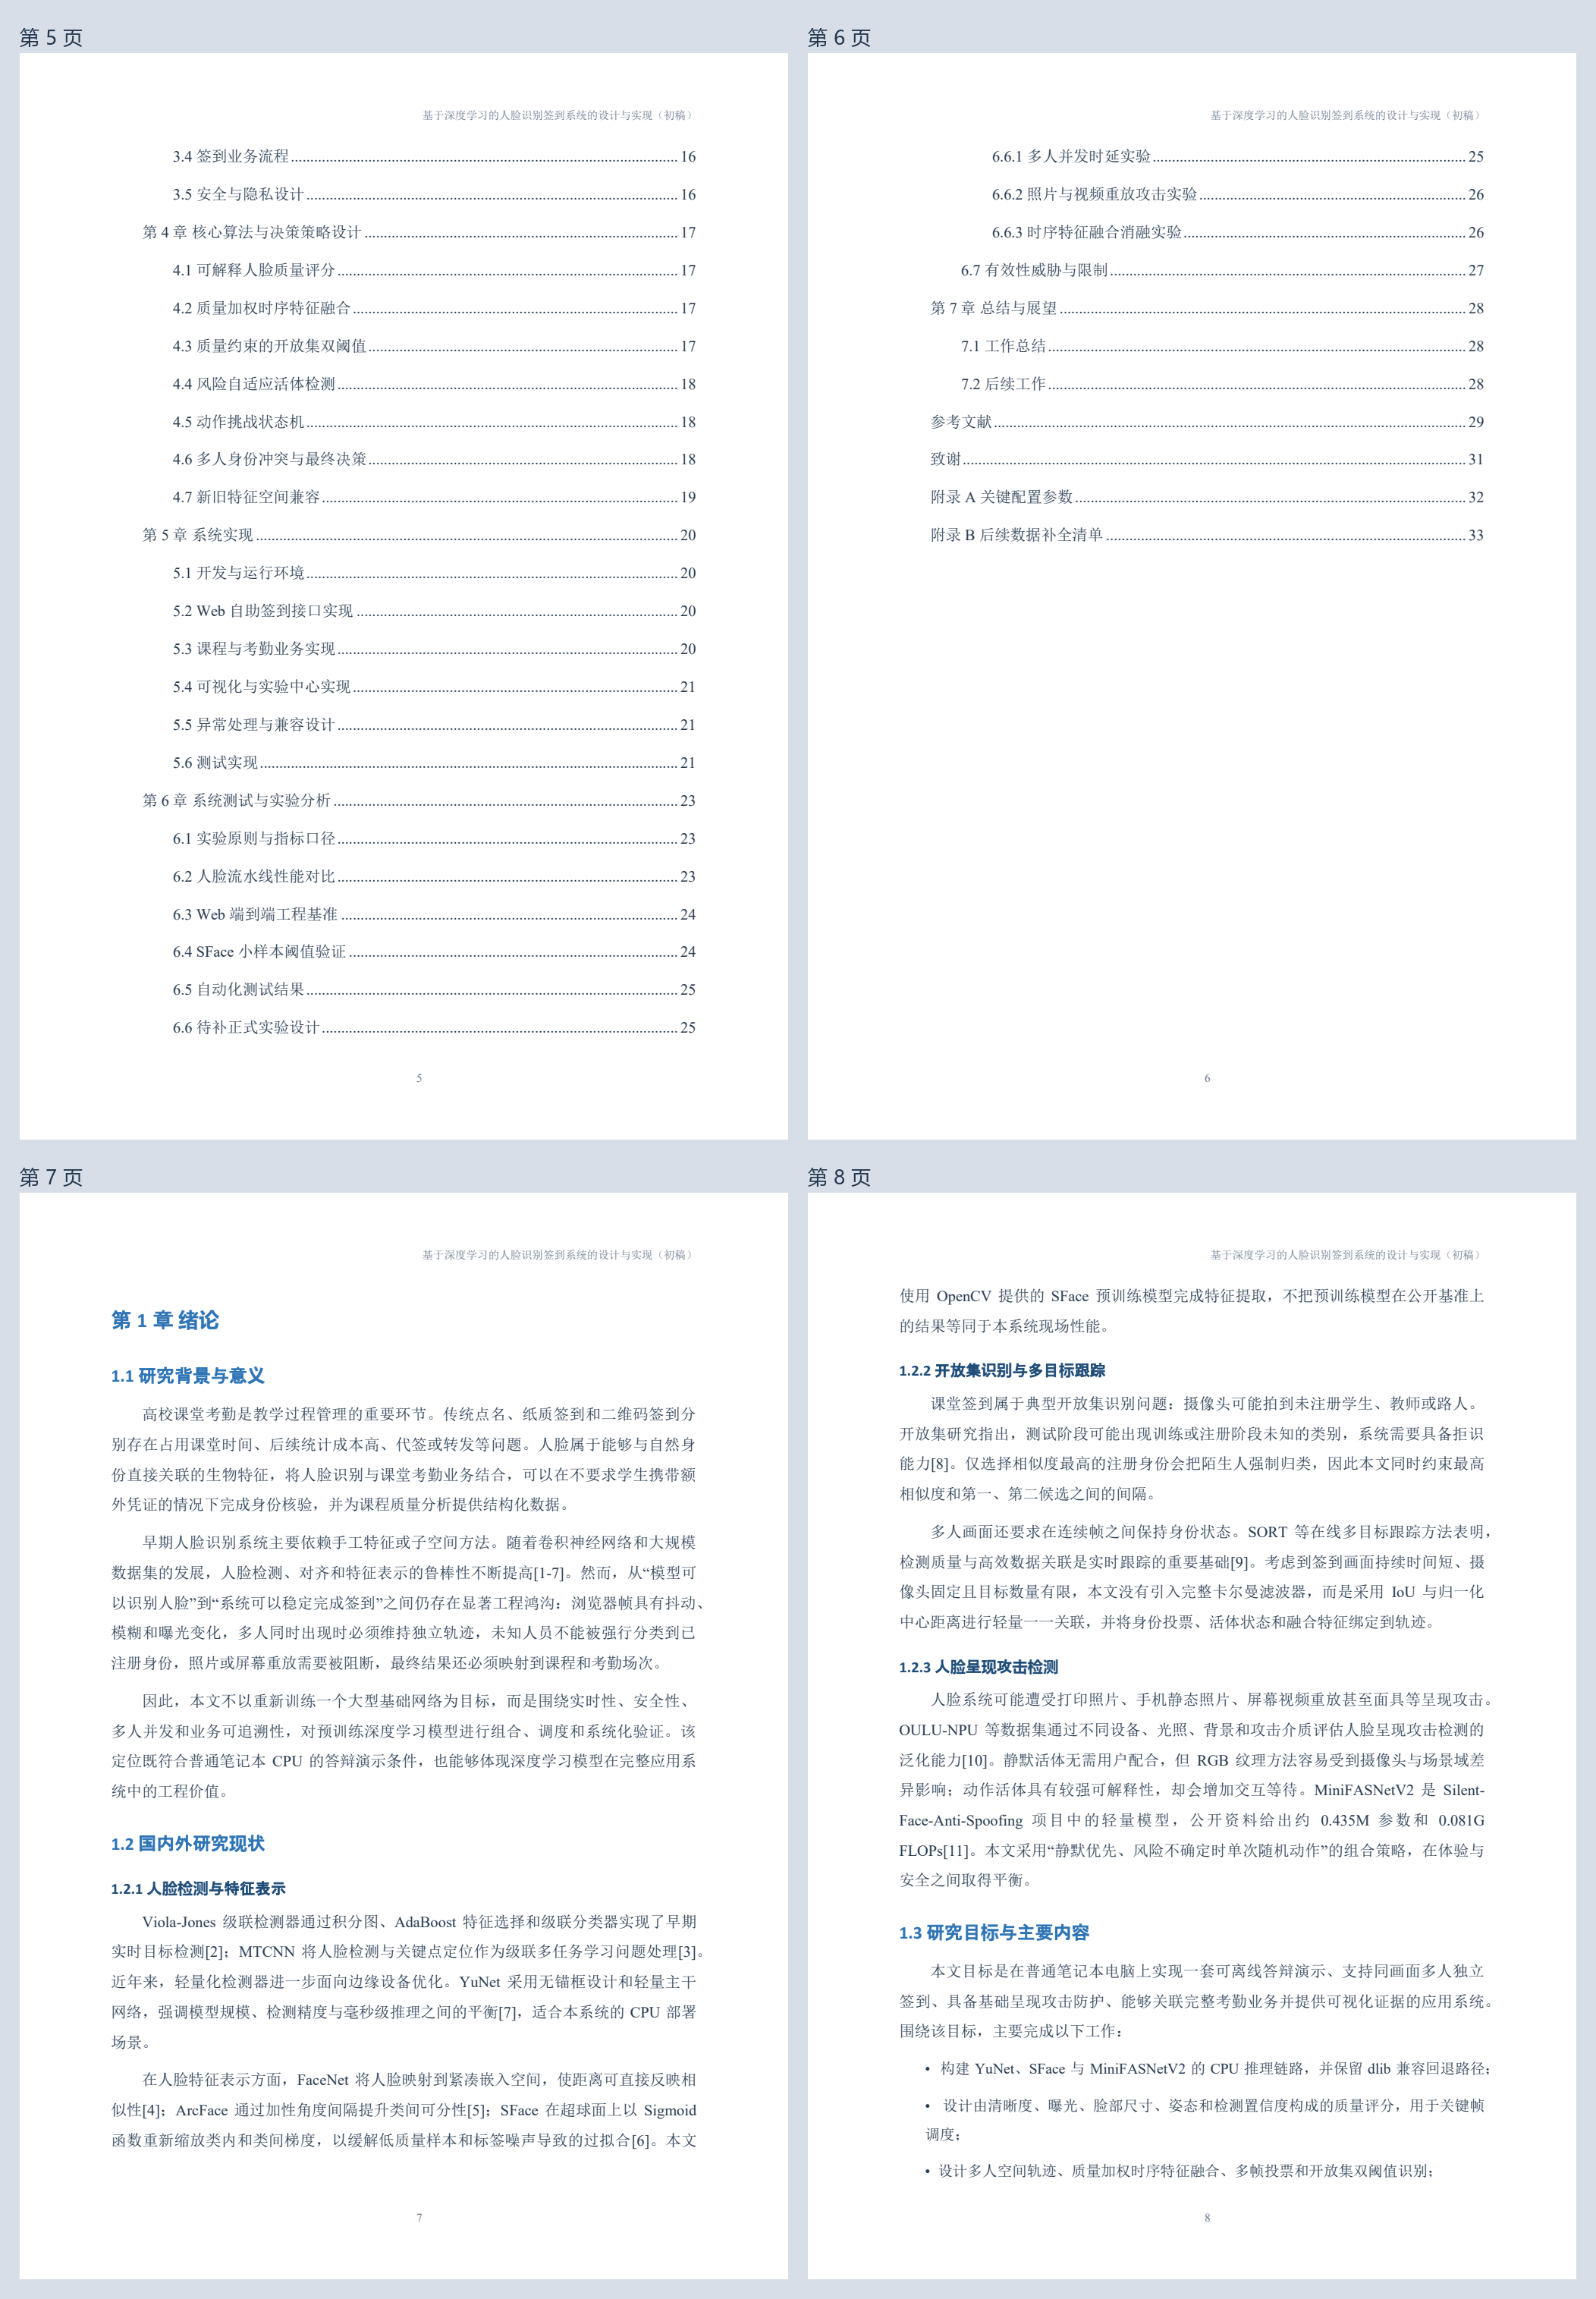 第 5 页
基于深度学习的人脸识别签到系统的设计与实现（初稿）
3.4 签到业务流程 16
3.5 安全与隐私设计 16
第 4 章 核心算法与决策策略设计 17
4.1 可解释人脸质量评分 17
4.2 质量加权时序特征融合 17
4.3 质量约束的开放集双阈值 17
4.4 风险自适应活体检测 18
4.5 动作挑战状态机 18
4.6 多人身份冲突与最终决策 18
4.7 新旧特征空间兼容 19
第 5 章 系统实现 20
5.1 开发与运行环境 20
5.2 Web 自助签到接口实现 20
5.3 课程与考勤业务实现 20
5.4 可视化与实验中心实现 21
5.5 异常处理与兼容设计 21
5.6 测试实现 21
第 6 章 系统测试与实验分析 23
6.1 实验原则与指标口径 23
6.2 人脸流水线性能对比 23
6.3 Web 端到端工程基准 24
6.4 SFace 小样本阈值验证 24
6.5 自动化测试结果 25
6.6 待补正式实验设计 25
5
第 6 页
基于深度学习的人脸识别签到系统的设计与实现（初稿）
6.6.1 多人并发时延实验 25
6.6.2 照片与视频重放攻击实验 26
6.6.3 时序特征融合消融实验 26
6.7 有效性威胁与限制 27
第 7 章 总结与展望 28
7.1 工作总结 28
7.2 后续工作 28
参考文献 29
致谢 31
附录 A 关键配置参数 32
附录 B 后续数据补全清单 33
6
第 7 页
基于深度学习的人脸识别签到系统的设计与实现（初稿）
第 1 章 绪论
1.1 研究背景与意义
高校课堂考勤是教学过程管理的重要环节。传统点名、纸质签到和二维码签到分
别存在占用课堂时间、后续统计成本高、代签或转发等问题。人脸属于能够与自然身
份直接关联的生物特征，将人脸识别与课堂考勤业务结合，可以在不要求学生携带额
外凭证的情况下完成身份核验，并为课程质量分析提供结构化数据。
早期人脸识别系统主要依赖手工特征或子空间方法。随着卷积神经网络和大规模
数据集的发展，人脸检测、对齐和特征表示的鲁棒性不断提高[1-7]。然而，从“模型可
以识别人脸”到“系统可以稳定完成签到”之间仍存在显著工程鸿沟：浏览器帧具有抖动、
模糊和曝光变化，多人同时出现时必须维持独立轨迹，未知人员不能被强行分类到已
注册身份，照片或屏幕重放需要被阻断，最终结果还必须映射到课程和考勤场次。
因此，本文不以重新训练一个大型基础网络为目标，而是围绕实时性、安全性、
多人并发和业务可追溯性，对预训练深度学习模型进行组合、调度和系统化验证。该
定位既符合普通笔记本 CPU 的答辩演示条件，也能够体现深度学习模型在完整应用系
统中的工程价值。
1.2 国内外研究现状
1.2.1 人脸检测与特征表示
Viola-Jones 级联检测器通过积分图、AdaBoost 特征选择和级联分类器实现了早期
实时目标检测[2]；MTCNN 将人脸检测与关键点定位作为级联多任务学习问题处理[3]。
近年来，轻量化检测器进一步面向边缘设备优化。YuNet 采用无锚框设计和轻量主干
网络，强调模型规模、检测精度与毫秒级推理之间的平衡[7]，适合本系统的 CPU 部署
场景。
在人脸特征表示方面，FaceNet 将人脸映射到紧凑嵌入空间，使距离可直接反映相
似性[4]；ArcFace 通过加性角度间隔提升类间可分性[5]；SFace 在超球面上以 Sigmoid
函数重新缩放类内和类间梯度，以缓解低质量样本和标签噪声导致的过拟合[6]。本文
7
第 8 页
基于深度学习的人脸识别签到系统的设计与实现（初稿）
使用 OpenCV 提供的 SFace 预训练模型完成特征提取，不把预训练模型在公开基准上
的结果等同于本系统现场性能。
1.2.2 开放集识别与多目标跟踪
课堂签到属于典型开放集识别问题：摄像头可能拍到未注册学生、教师或路人。
开放集研究指出，测试阶段可能出现训练或注册阶段未知的类别，系统需要具备拒识
能力[8]。仅选择相似度最高的注册身份会把陌生人强制归类，因此本文同时约束最高
相似度和第一、第二候选之间的间隔。
多人画面还要求在连续帧之间保持身份状态。SORT 等在线多目标跟踪方法表明，
检测质量与高效数据关联是实时跟踪的重要基础[9]。考虑到签到画面持续时间短、摄
像头固定且目标数量有限，本文没有引入完整卡尔曼滤波器，而是采用 IoU 与归一化
中心距离进行轻量一一关联，并将身份投票、活体状态和融合特征绑定到轨迹。
1.2.3 人脸呈现攻击检测
人脸系统可能遭受打印照片、手机静态照片、屏幕视频重放甚至面具等呈现攻击。
OULU-NPU 等数据集通过不同设备、光照、背景和攻击介质评估人脸呈现攻击检测的
泛化能力[10]。静默活体无需用户配合，但 RGB 纹理方法容易受到摄像头与场景域差
异影响；动作活体具有较强可解释性，却会增加交互等待。MiniFASNetV2 是 Silent-
Face-Anti-Spoofing 项目中的轻量模型，公开资料给出约 0.435M 参数和 0.081G
FLOPs[11]。本文采用“静默优先、风险不确定时单次随机动作”的组合策略，在体验与
安全之间取得平衡。
1.3 研究目标与主要内容
本文目标是在普通笔记本电脑上实现一套可离线答辩演示、支持同画面多人独立
签到、具备基础呈现攻击防护、能够关联完整考勤业务并提供可视化证据的应用系统。
围绕该目标，主要完成以下工作：
• 构建 YuNet、SFace 与 MiniFASNetV2 的 CPU 推理链路，并保留 dlib 兼容回退路径；
• 设计由清晰度、曝光、脸部尺寸、姿态和检测置信度构成的质量评分，用于关键帧
调度；
• 设计多人空间轨迹、质量加权时序特征融合、多帧投票和开放集双阈值识别；
8